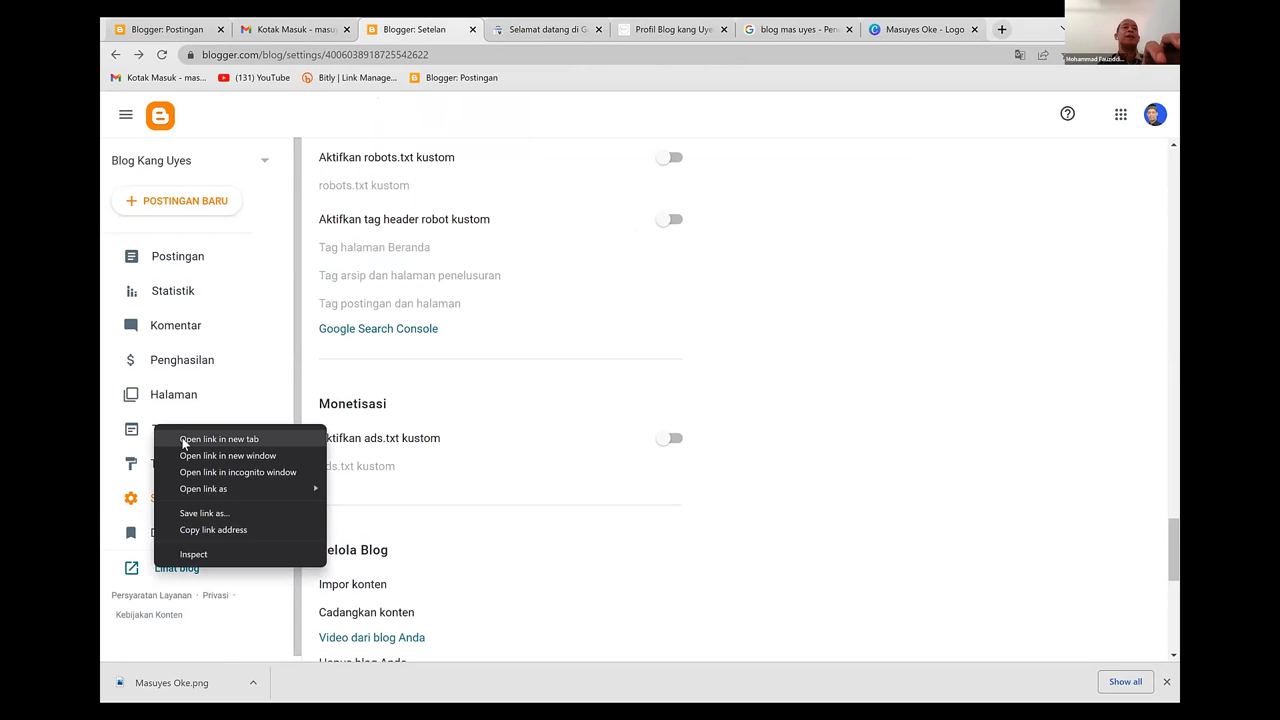 Blogger: Postingan
Kotak Masuk - masu
Blogger: Setelan
Selamat datang di G
Profil Blog kang Uye
blog mas uyes - Pen
Masuyes Oke - Logo
Mohammad Fauziddi...
blogger.com/blog/settings/4006038918725542622
Kotak Masuk - mas...
(131) YouTube
Bitly | Link Manage...
Blogger: Postingan
Blog Kang Uyes
POSTINGAN BARU
Postingan
Statistik
Komentar
Penghasilan
Halaman
Open link in new tab
Open link in new window
Open link in incognito window
Open link as
Save link as...
Copy link address
Inspect
Lihat blog
Persyaratan Layanan · Privasi ·
Kebijakan Konten
Aktifkan robots.txt kustom
robots.txt kustom
Aktifkan tag header robot kustom
Tag halaman Beranda
Tag arsip dan halaman penelusuran
Tag postingan dan halaman
Google Search Console
Monetisasi
ktifkan ads.txt kustom
ds.txt kustom
elola Blog
Impor konten
Cadangkan konten
Video dari blog Anda
Hapus blog Anda
Masuyes Oke.png
Show all